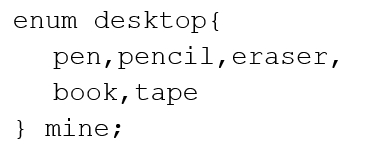 enum desktop{
pen,pencil,eraser,
book,tape
} mine;